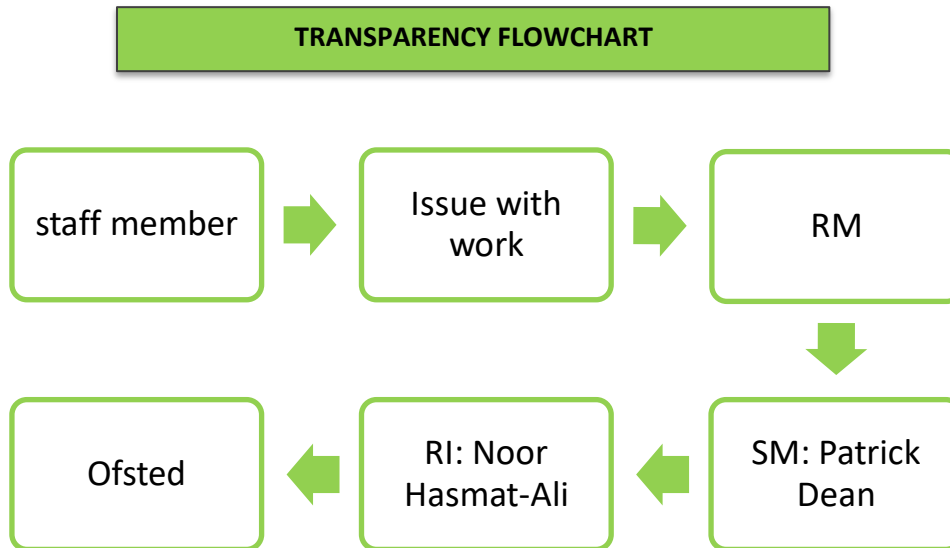 TRANSPARENCY FLOWCHART
staff member
Issue with
work
RM
SM: Patrick
Dean
RI: Noor
Hasmat-Ali
Ofsted